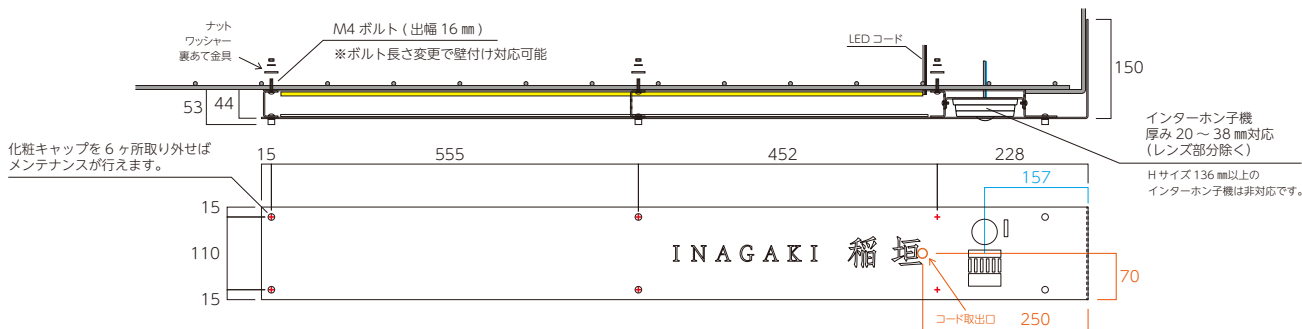 ナット
ワッシャー
裏あて金具
M4 ボルト ( 出幅 16 ㎜ )
※ボルト長さ変更で壁付け対応可能
LED コード
150
53
44
インターホン子機
厚み 20 ～ 38 ㎜対応
(レンズ部分除く)
H サイズ 136 ㎜以上の
インターホン子機は非対応です。
化粧キャップを 6 ヶ所取り外せば
メンテナンスが行えます。
15
555
452
228
157
15
110
15
INAGAKI 稲垣
70
コード取出口
250